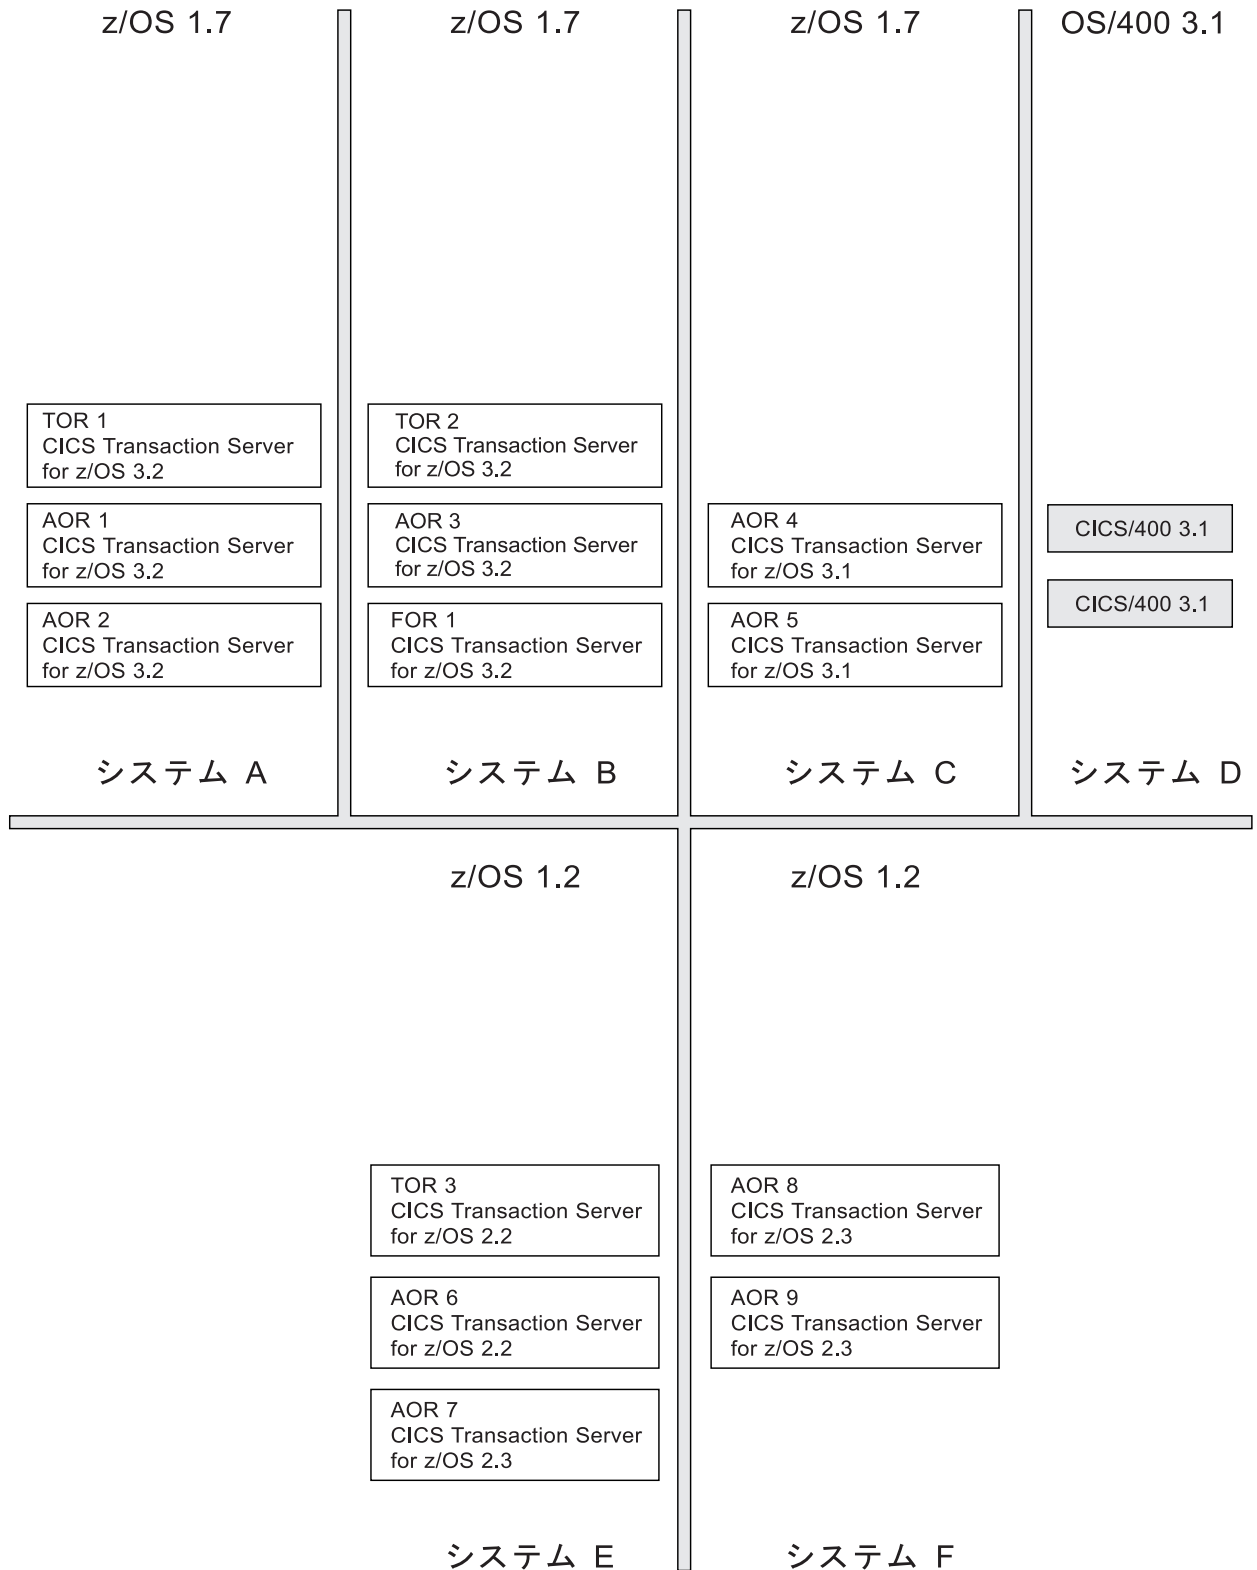 z/OS 1.7
z/OS 1.7
z/OS 1.7
OS/400 3.1
TOR 1
CICS Transaction Server
for z/OS 3.2
AOR 1
CICS Transaction Server
for z/OS 3.2
AOR 2
CICS Transaction Server
for z/OS 3.2
システム A
TOR 2
CICS Transaction Server
for z/OS 3.2
AOR 3
CICS Transaction Server
for z/OS 3.2
FOR 1
CICS Transaction Server
for z/OS 3.2
システム B
AOR 4
CICS Transaction Server
for z/OS 3.1
AOR 5
CICS Transaction Server
for z/OS 3.1
システム C
CICS/400 3.1
CICS/400 3.1
システム D
z/OS 1.2
z/OS 1.2
TOR 3
CICS Transaction Server
for z/OS 2.2
AOR 6
CICS Transaction Server
for z/OS 2.2
AOR 7
CICS Transaction Server
for z/OS 2.3
システム E
AOR 8
CICS Transaction Server
for z/OS 2.3
AOR 9
CICS Transaction Server
for z/OS 2.3
システム F